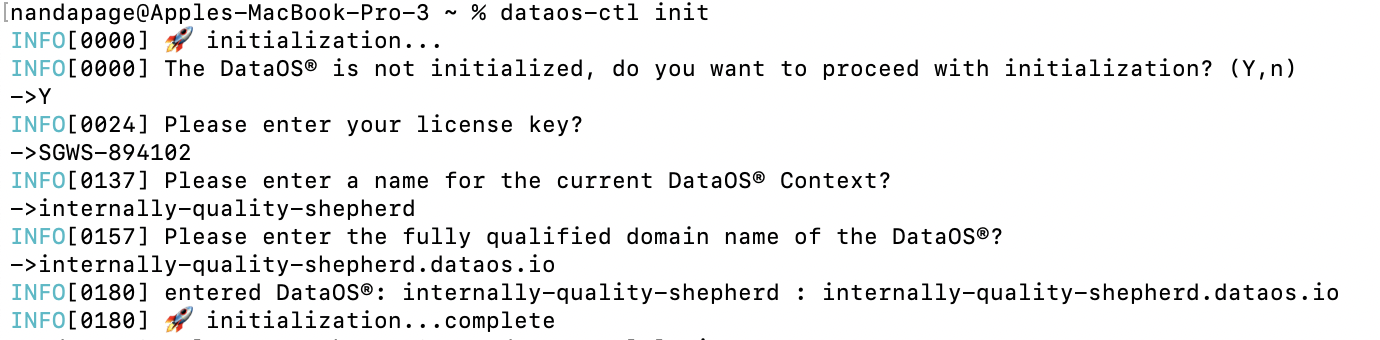 [nandapage@Apples-MacBook-Pro-3 ~ % dataos-ctl init
INFO[0000] 🚀 initialization...
INFO[0000] The DataOS® is not initialized, do you want to proceed with initialization? (Y,n)
->Y
INFO[0024] Please enter your license key?
->SGWS-894102
INFO[0137] Please enter a name for the current DataOS® Context?
->internally-quality-shepherd
INFO[0157] Please enter the fully qualified domain name of the DataOS®?
->internally-quality-shepherd.dataos.io
INFO[0180] entered DataOS®: internally-quality-shepherd : internally-quality-shepherd.dataos.io
INFO[0180] 🚀 initialization...complete